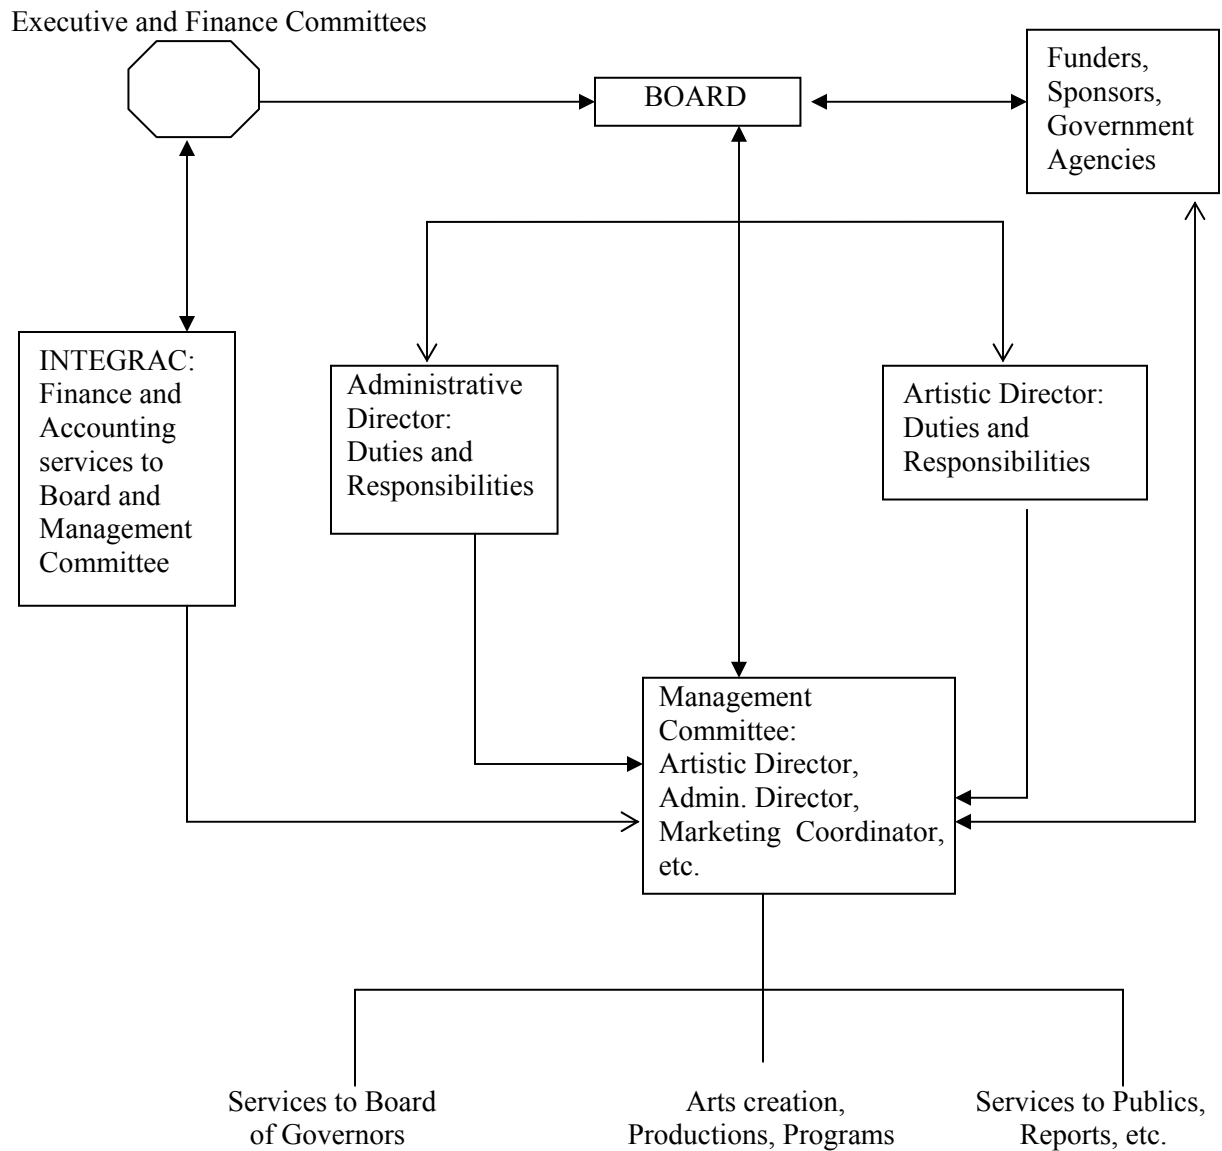 Executive and Finance Committees
BOARD
Funders,
Sponsors,
Government
Agencies
INTEGRAC:
Finance and
Accounting
services to
Board and
Management
Committee
Administrative
Director:
Duties and
Responsibilities
Artistic Director:
Duties and
Responsibilities
Management
Committee:
Artistic Director,
Admin. Director,
Marketing  Coordinator,
etc.
Services to Board
of Governors
Arts creation,
Productions, Programs
Services to Publics,
Reports, etc.